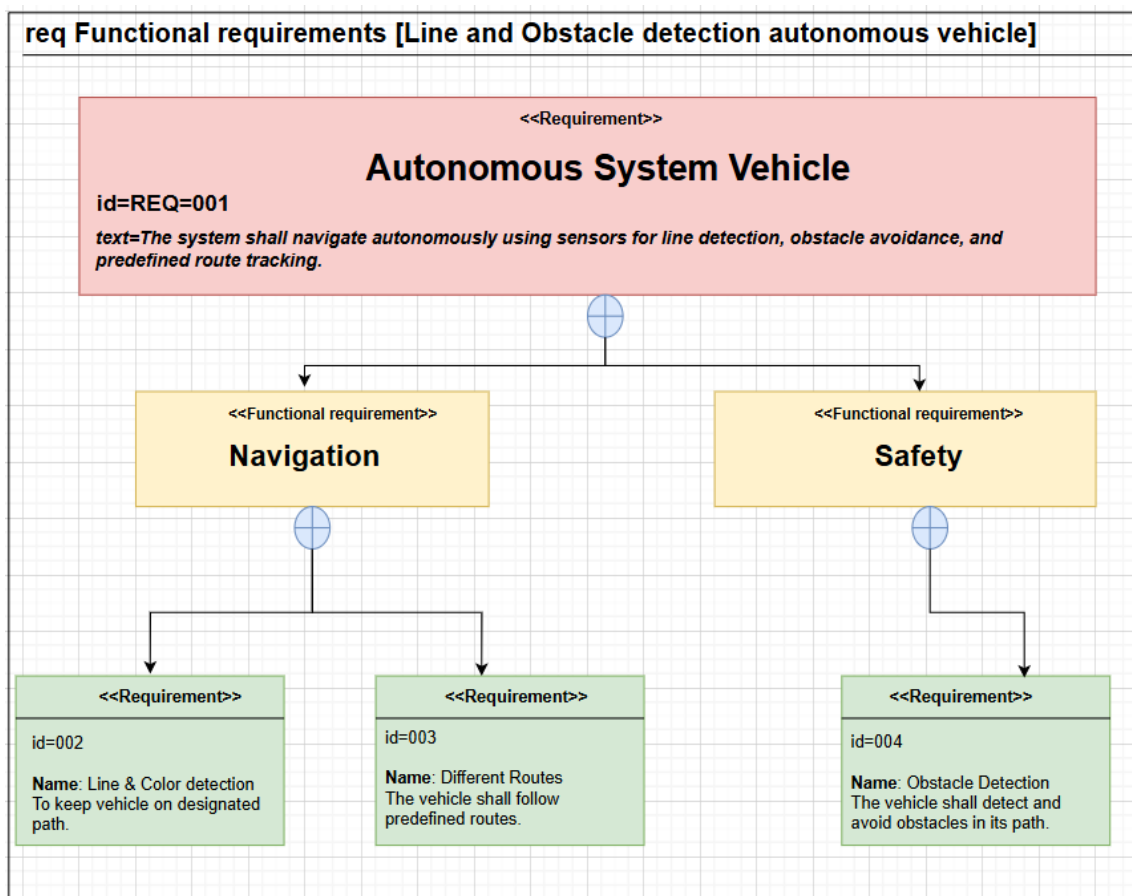 req Functional requirements [Line and Obstacle detection autonomous vehicle]
<<Requirement>>
Autonomous System Vehicle
id=REQ=001
text=The system shall navigate autonomously using sensors for line detection, obstacle avoidance, and
predefined route tracking.
<<Functional requirement>>
Navigation
<<Functional requirement>>
Safety
<<Requirement>>
id=002
Name: Line & Color detection
To keep vehicle on designated
path.
<<Requirement>>
id=003
Name: Different Routes
The vehicle shall follow
predefined routes.
<<Requirement>>
id=004
Name: Obstacle Detection
The vehicle shall detect and
avoid obstacles in its path.